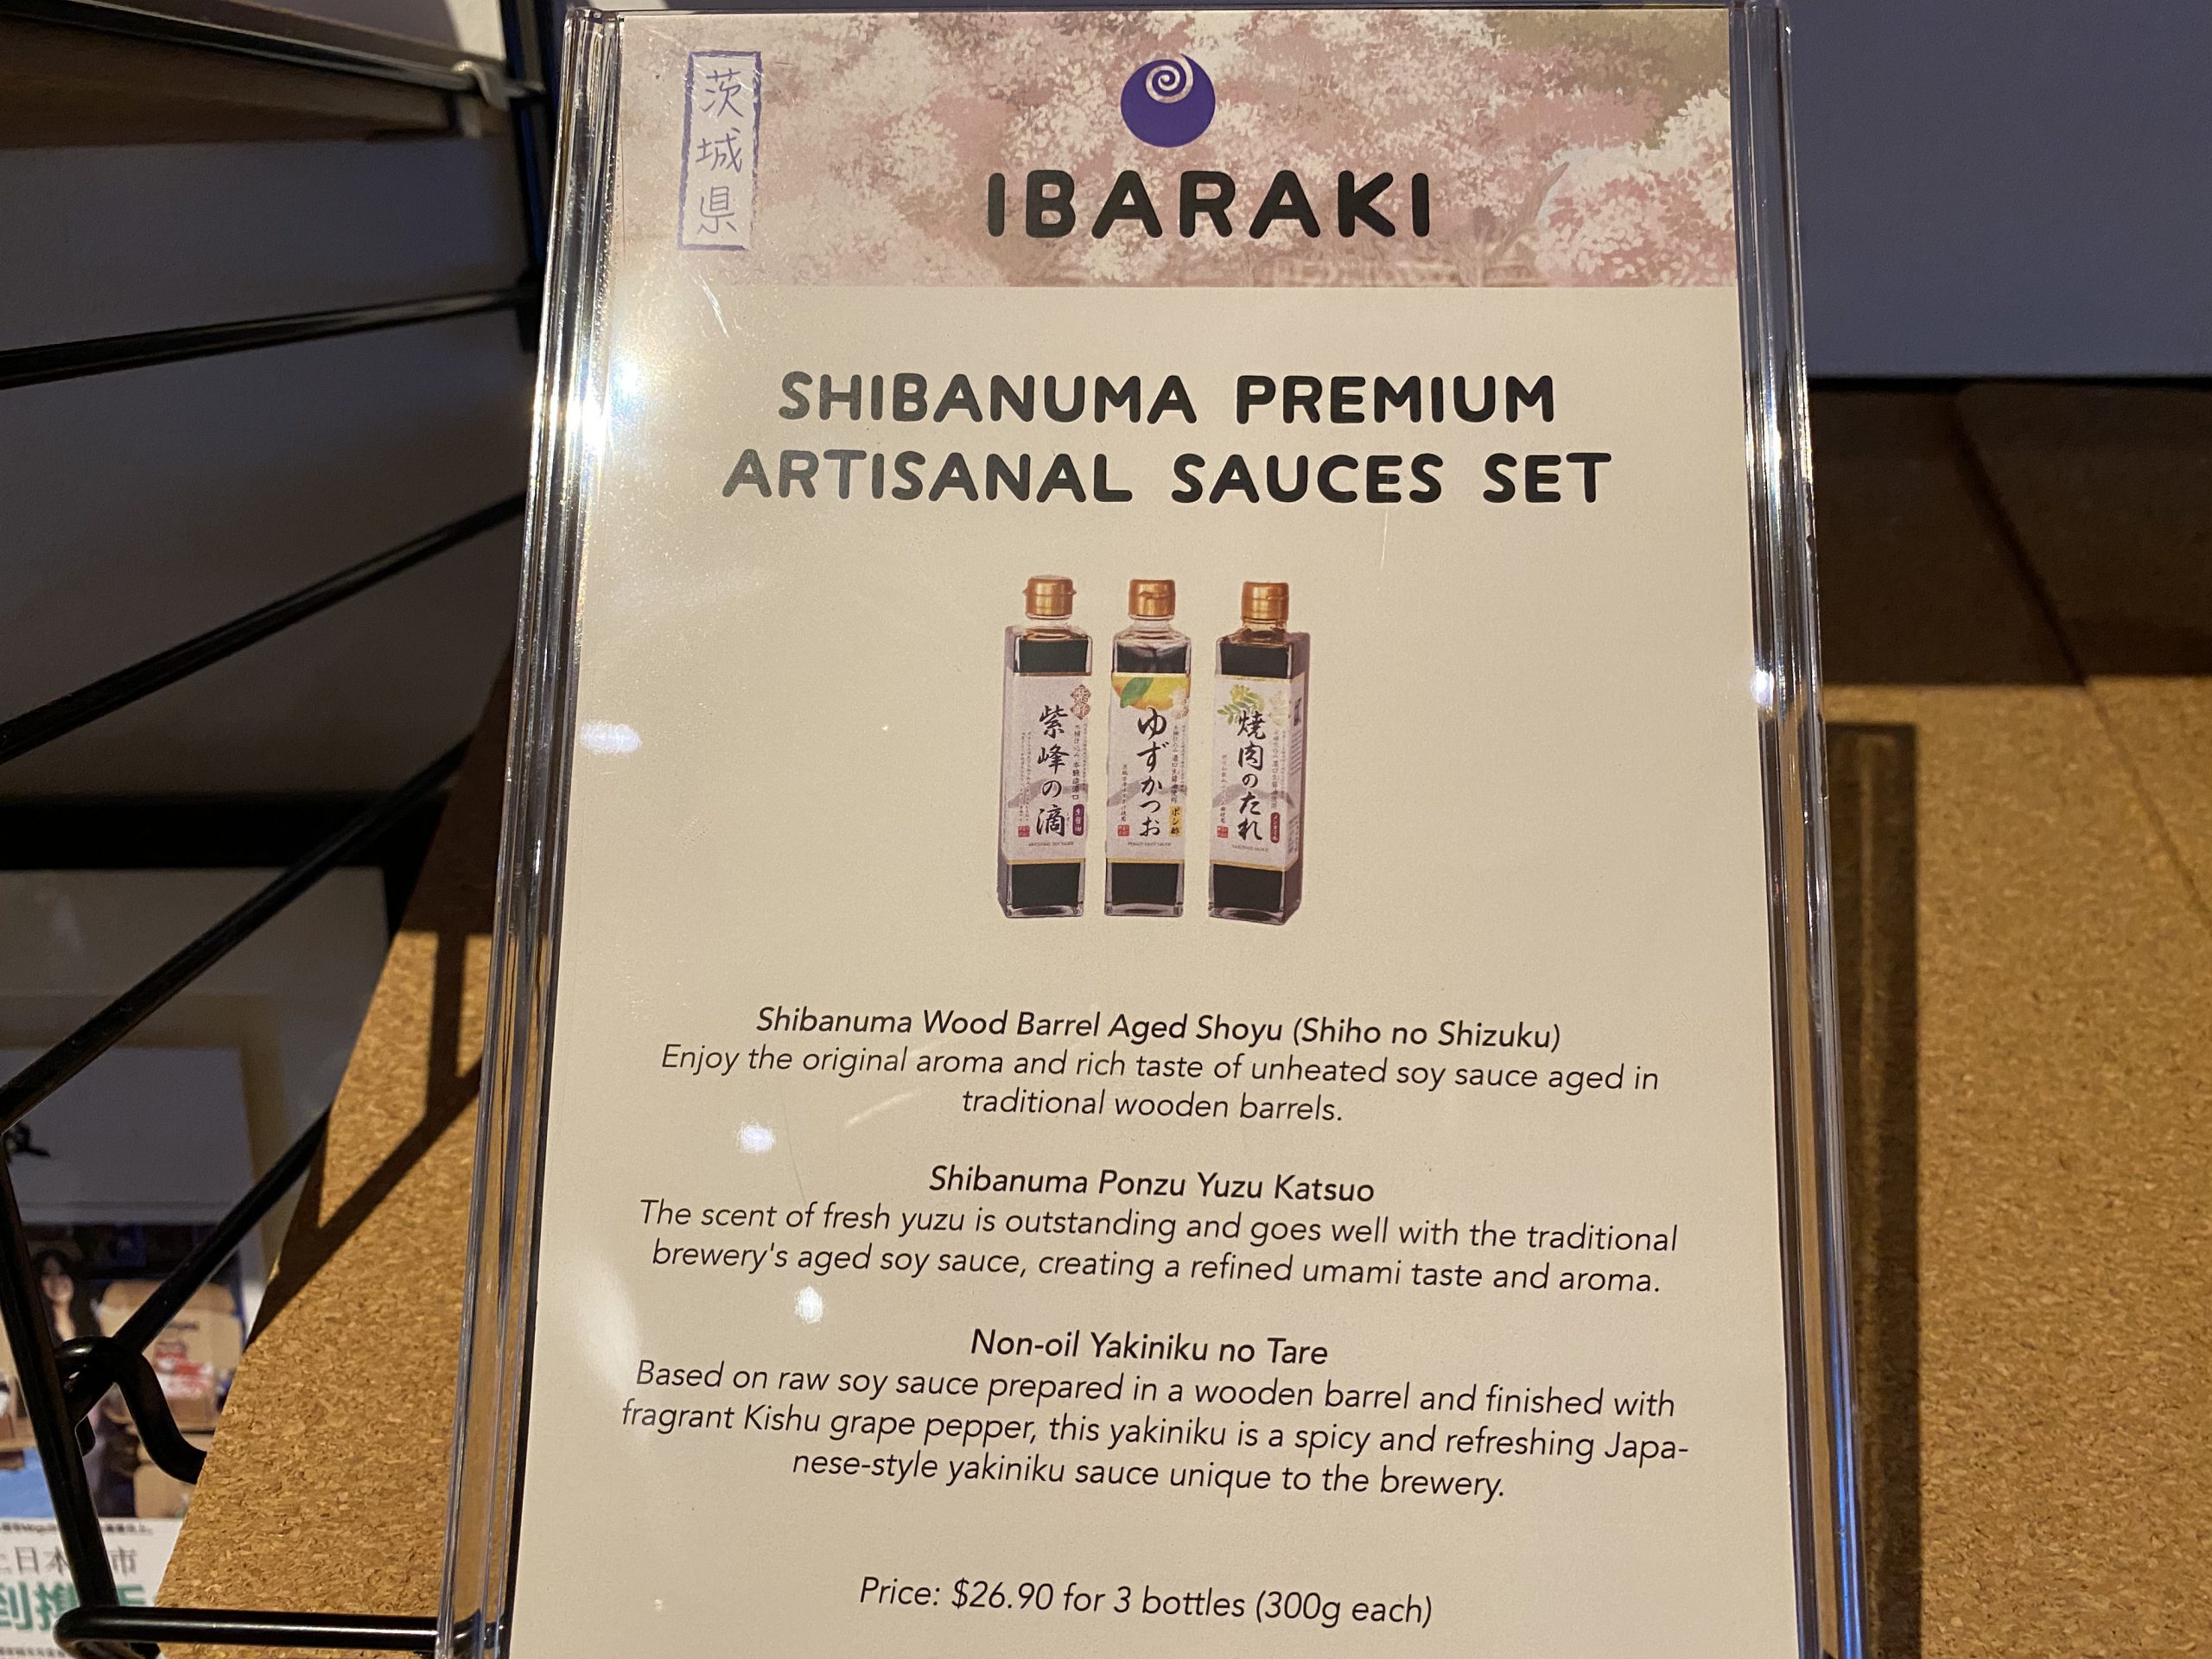 茨城県
IBARAKI
SHIBANUMA PREMIUM
ARTISANAL SAUCES SET
紫峰の滴
ゆずかつお
ポン酢
焼肉のたれ
Shibanuma Wood Barrel Aged Shoyu (Shiho no Shizuku)
Enjoy the original aroma and rich taste of unheated soy sauce aged in
traditional wooden barrels.
Shibanuma Ponzu Yuzu Katsuo
The scent of fresh yuzu is outstanding and goes well with the traditional
brewery's aged soy sauce, creating a refined umami taste and aroma.
Non-oil Yakiniku no Tare
Based on raw soy sauce prepared in a wooden barrel and finished with
fragrant Kishu grape pepper, this yakiniku is a spicy and refreshing Japa-
nese-style yakiniku sauce unique to the brewery.
Price: $26.90 for 3 bottles (300g each)